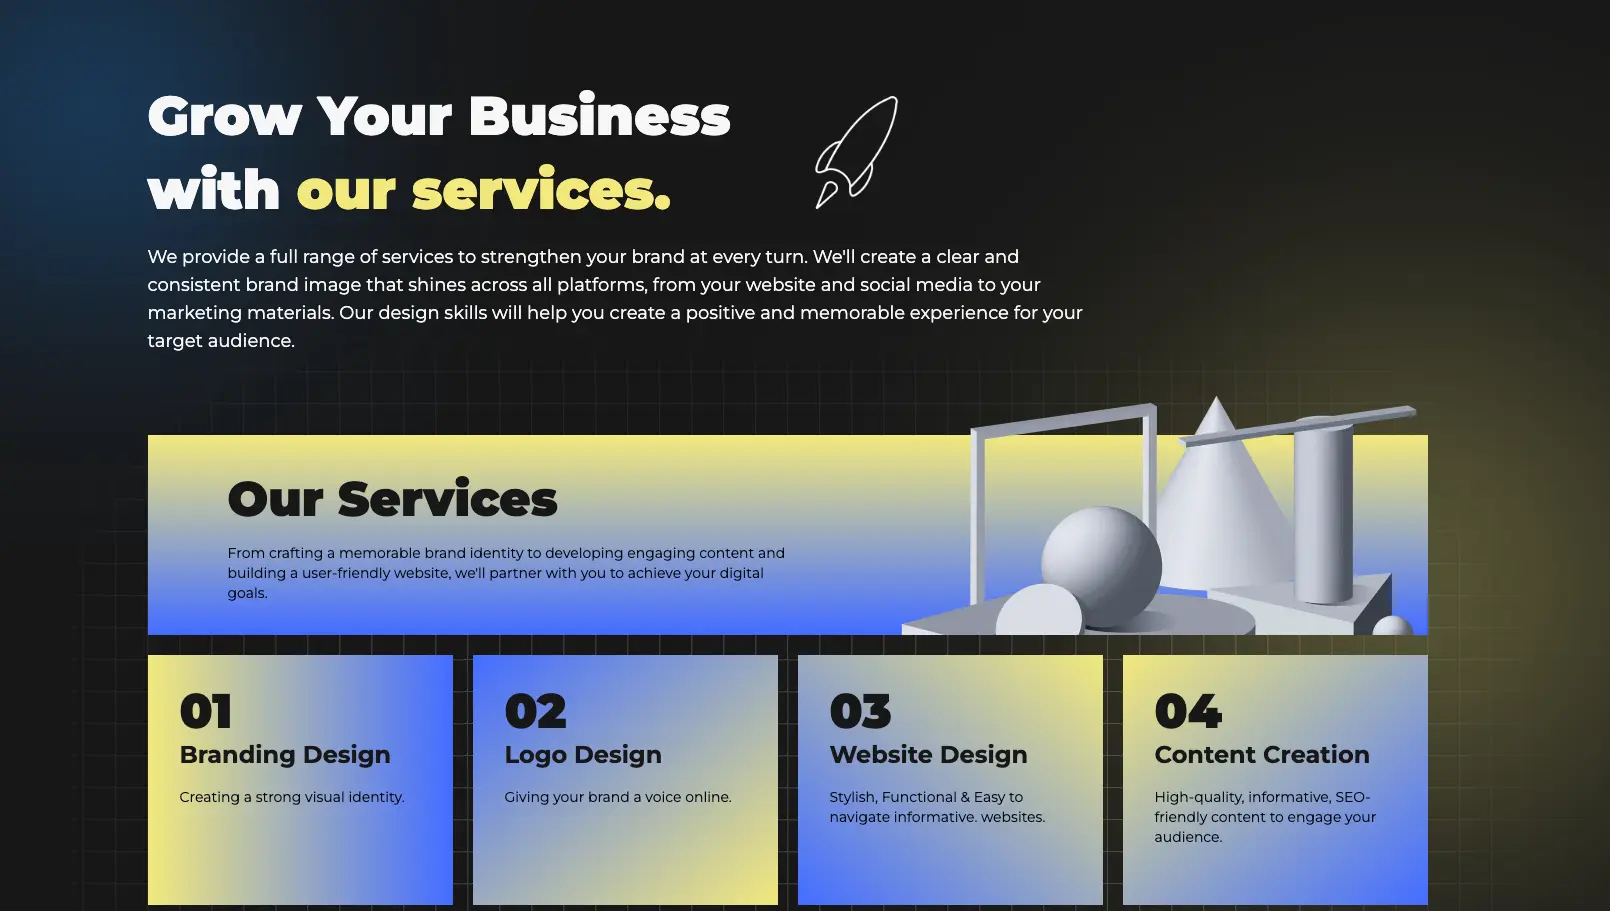 Grow Your Business
with our services.
We provide a full range of services to strengthen your brand at every turn. We'll create a clear and
consistent brand image that shines across all platforms, from your website and social media to your
marketing materials. Our design skills will help you create a positive and memorable experience for your
target audience.
Our Services
From crafting a memorable brand identity to developing engaging content and
building a user-friendly website, we'll partner with you to achieve your digital
goals.
01
Branding Design
Creating a strong visual identity.
02
Logo Design
Giving your brand a voice online.
03
Website Design
Stylish, Functional & Easy to
navigate informative. websites.
04
Content Creation
High-quality, informative, SEO-
friendly content to engage your
audience.